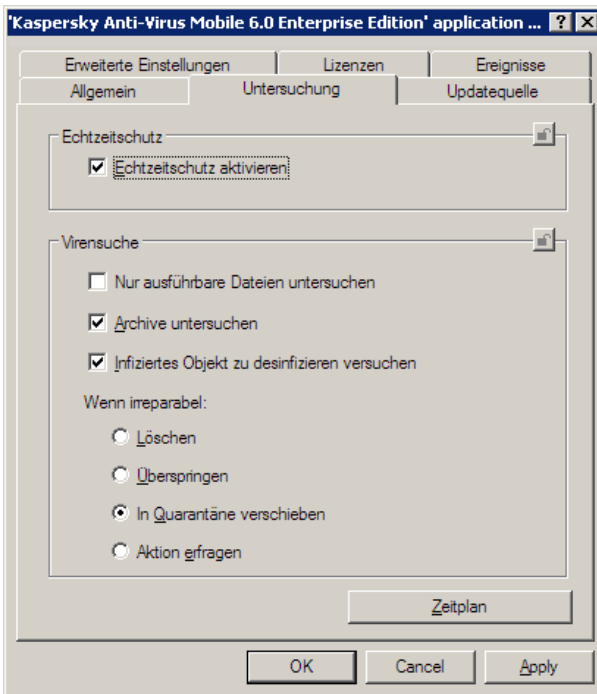 'Kaspersky Anti-Virus Mobile 6.0 Enterprise Edition' application ... ? X
Erweiterte Einstellungen Lizenzen Ereignisse
Allgemein Untersuchung Updatequelle
Echtzeitschutz
Echtzeitschutz aktivieren
Virensuche
Nur ausführbare Dateien untersuchen
Archive untersuchen
Infiziertes Objekt zu desinfizieren versuchen
Wenn irreparabel:
Löschen
Überspringen
In Quarantäne verschieben
Aktion erfragen
Zeitplan
OK Cancel Apply